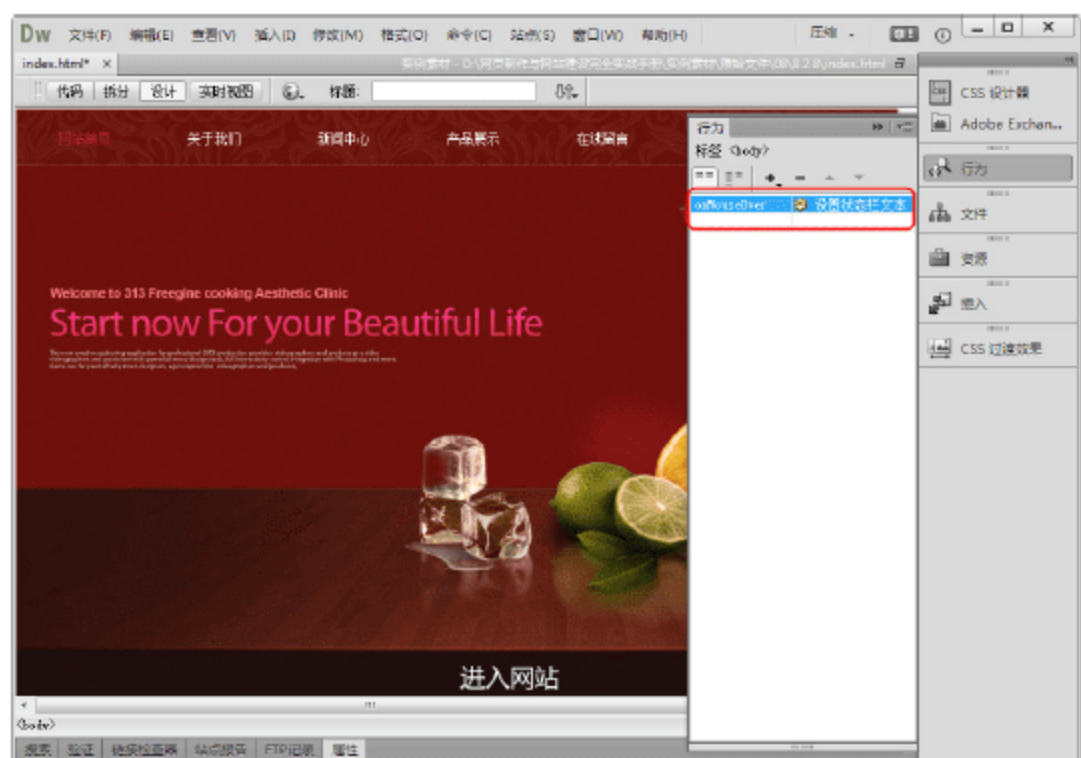 Dw 文件(F) 编辑(E) 查看(V) 插入(I) 修改(M) 格式(O) 命令(C) 站点(S) 窗口(W) 帮助(H) 压缩
index.html* ×
代码 拆分 设计 实时视图 标题:
网站首页 关于我们 新闻中心 产品展示 在线留言
行为
标签 <body>
onMouseOver 设置状态栏文本
CSS 设计器
Adobe Exchan...
行为
文件
资源
插入
CSS 过渡效果
Welcome to 313 Freegine cooking Aesthetic Clinic
Start now For your Beautiful Life
进入网站
<body>
搜索 验证 链接检查器 站点报告 FTP记录 属性